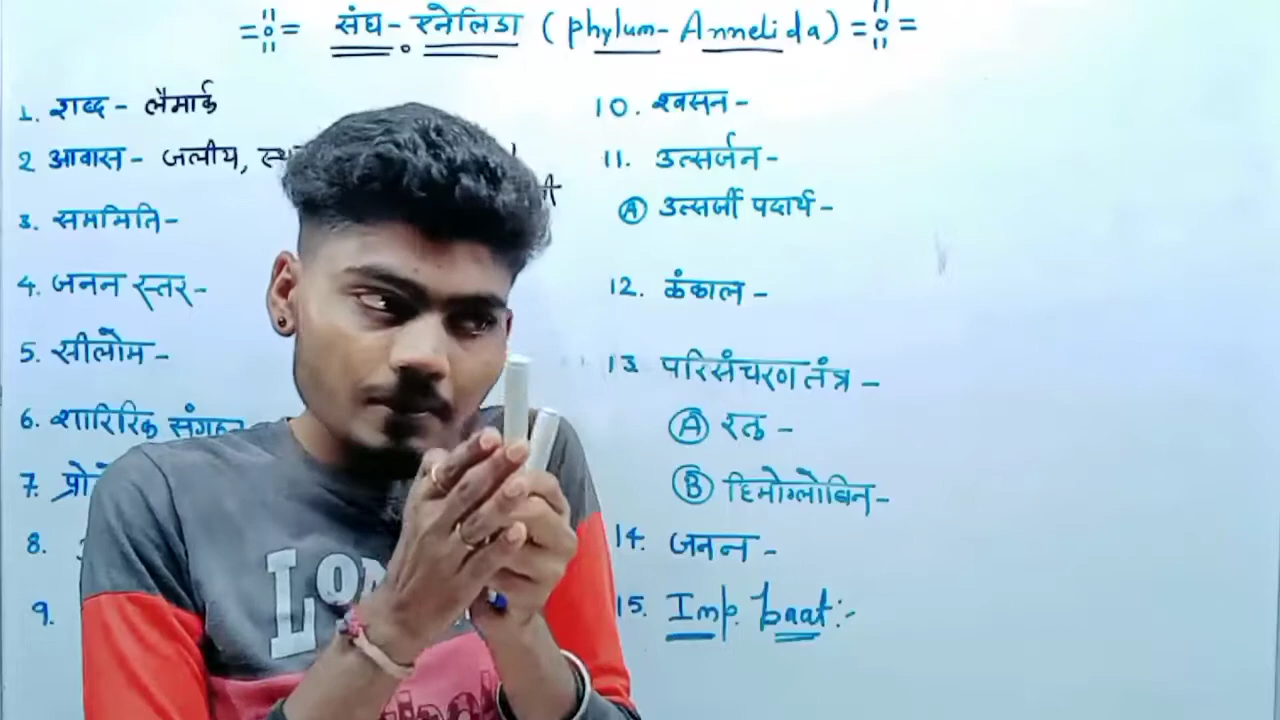 संघ - एनेलिडा (phylum - Annelida)
1. शब्द - लैमार्क
2 आवास - जलीय,
3. सममिति -
4. जनन स्तर -
5. सीलोम -
6. शारिरिक संगठन
7.
8.
9.
10. श्वसन -
11. उत्सर्जन -
A उत्सर्जी पदार्थ -
12. कंकाल -
13 परिसंचरण तंत्र -
A रक्त -
B हिमोग्लोबिन -
14. जनन -
15. Imp. baat :-